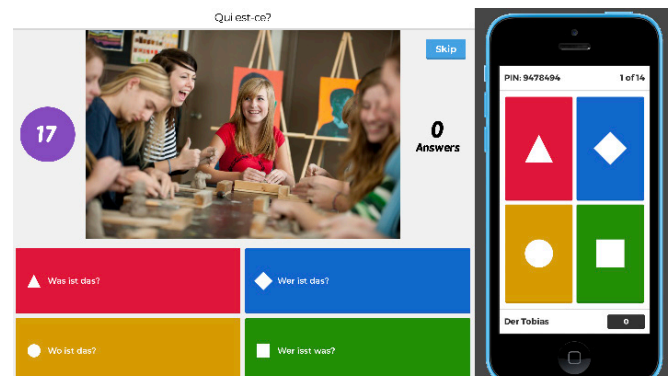 Qui est-ce?
Skip
17
0
Answers
Was ist das?
Wer ist das?
Wo ist das?
Wer isst was?
PIN: 9478494
1 of 14
Der Tobias
0